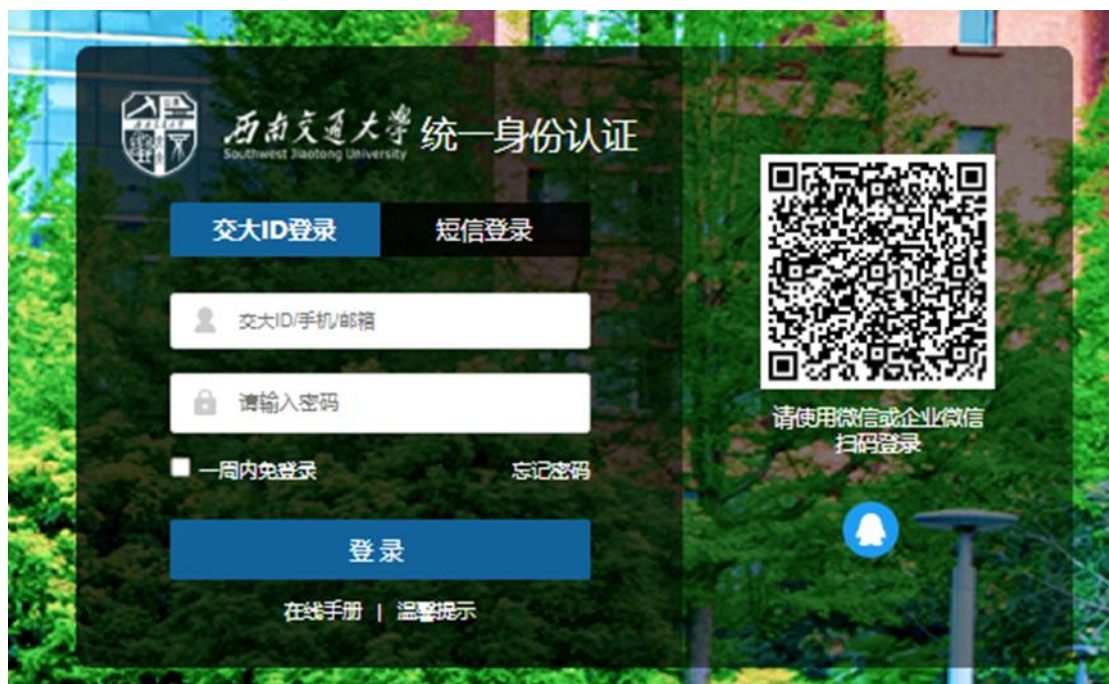 西南交通大學 统一身份认证
Southwest Jiaotong University
交大ID登录 短信登录
交大ID/手机/邮箱
请输入密码
一周内免登录 忘记密码
登录
在线手册 | 温馨提示
请使用微信或企业微信
扫码登录